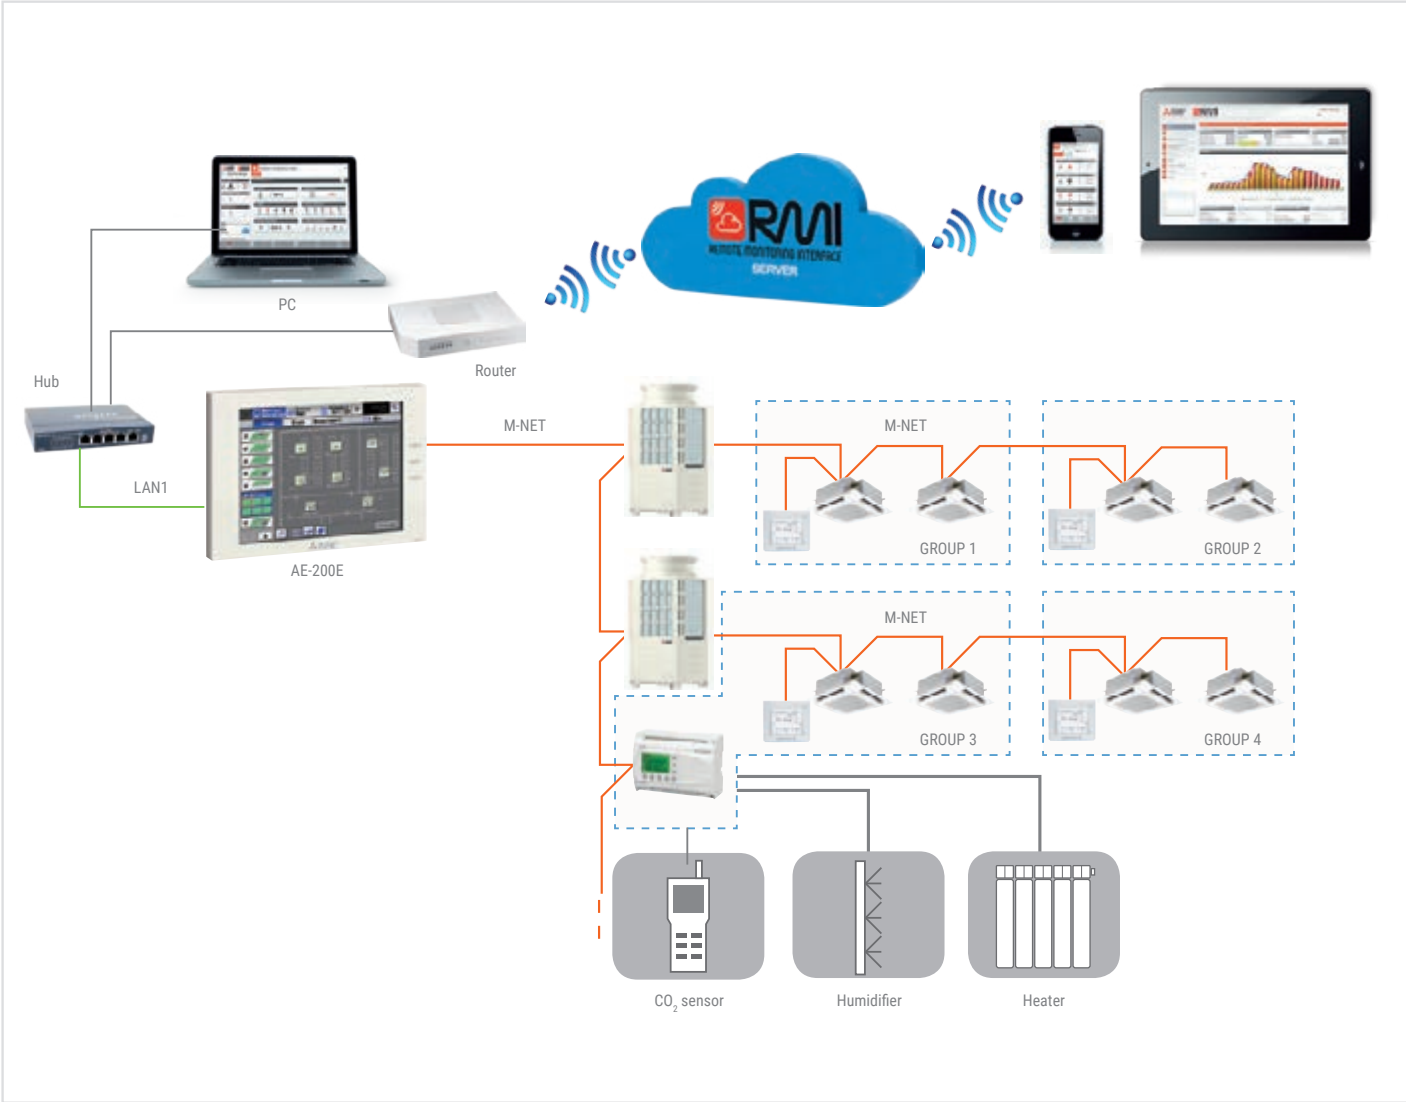 RMI
RMI
REMOTE MONITORING INTERFACE
SERVER
PC
Router
Hub
M-NET
M-NET
LAN1
AE-200E
GROUP 1
GROUP 2
M-NET
GROUP 3
GROUP 4
CO₂ sensor
Humidifier
Heater